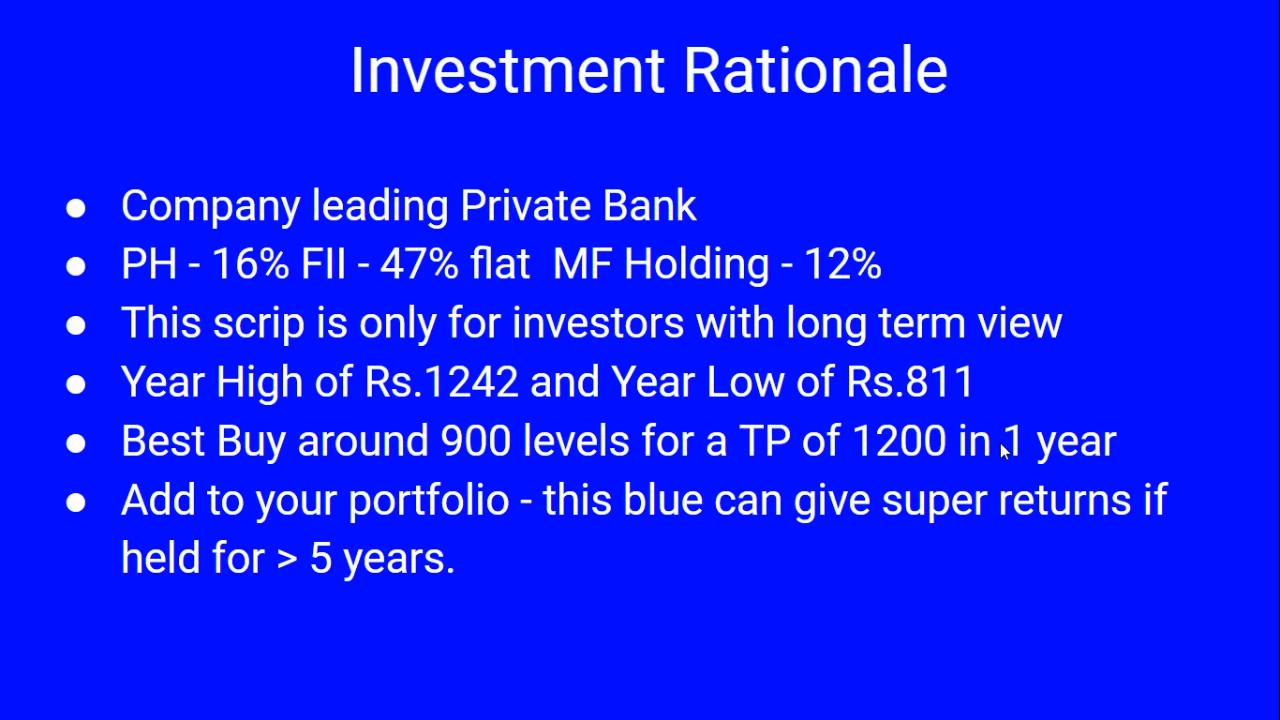 Investment Rationale
● Company leading Private Bank
● PH - 16% FII - 47% flat  MF Holding - 12%
● This scrip is only for investors with long term view
● Year High of Rs.1242 and Year Low of Rs.811
● Best Buy around 900 levels for a TP of 1200 in 1 year
● Add to your portfolio - this blue can give super returns if
held for > 5 years.